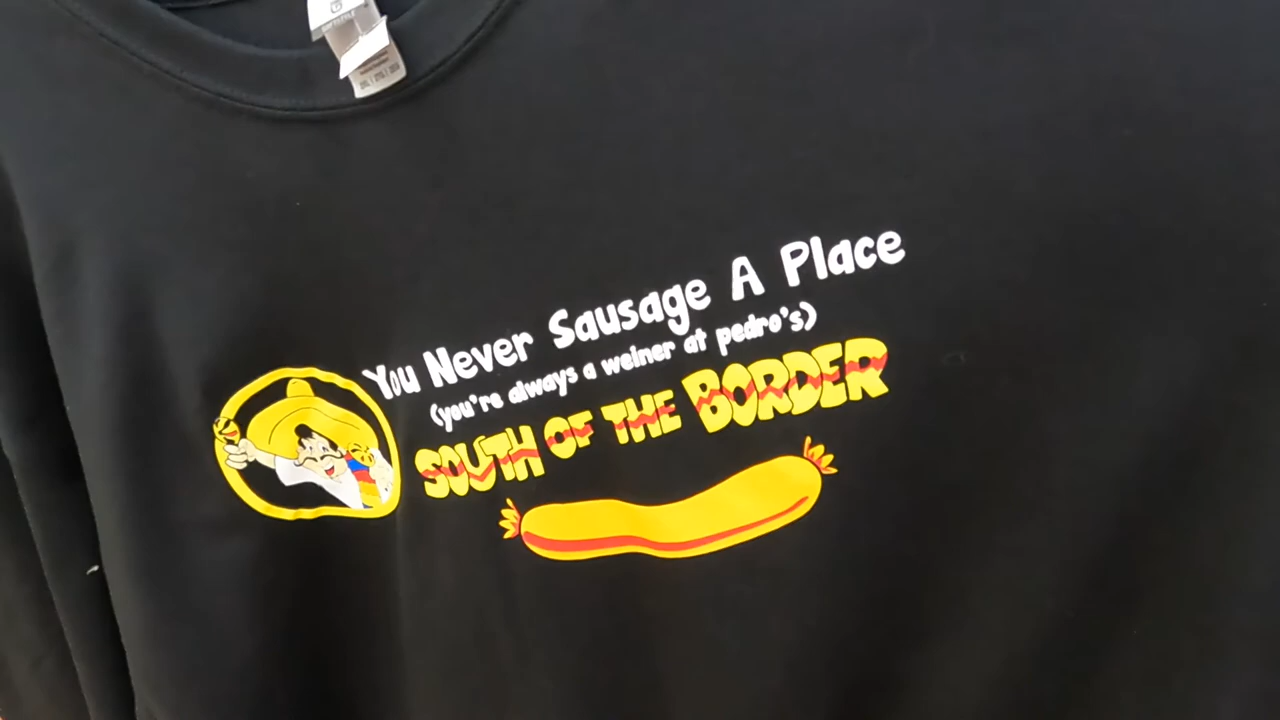 You Never Sausage A Place
(you're always a weiner at pedro's)
SOUTH OF THE BORDER